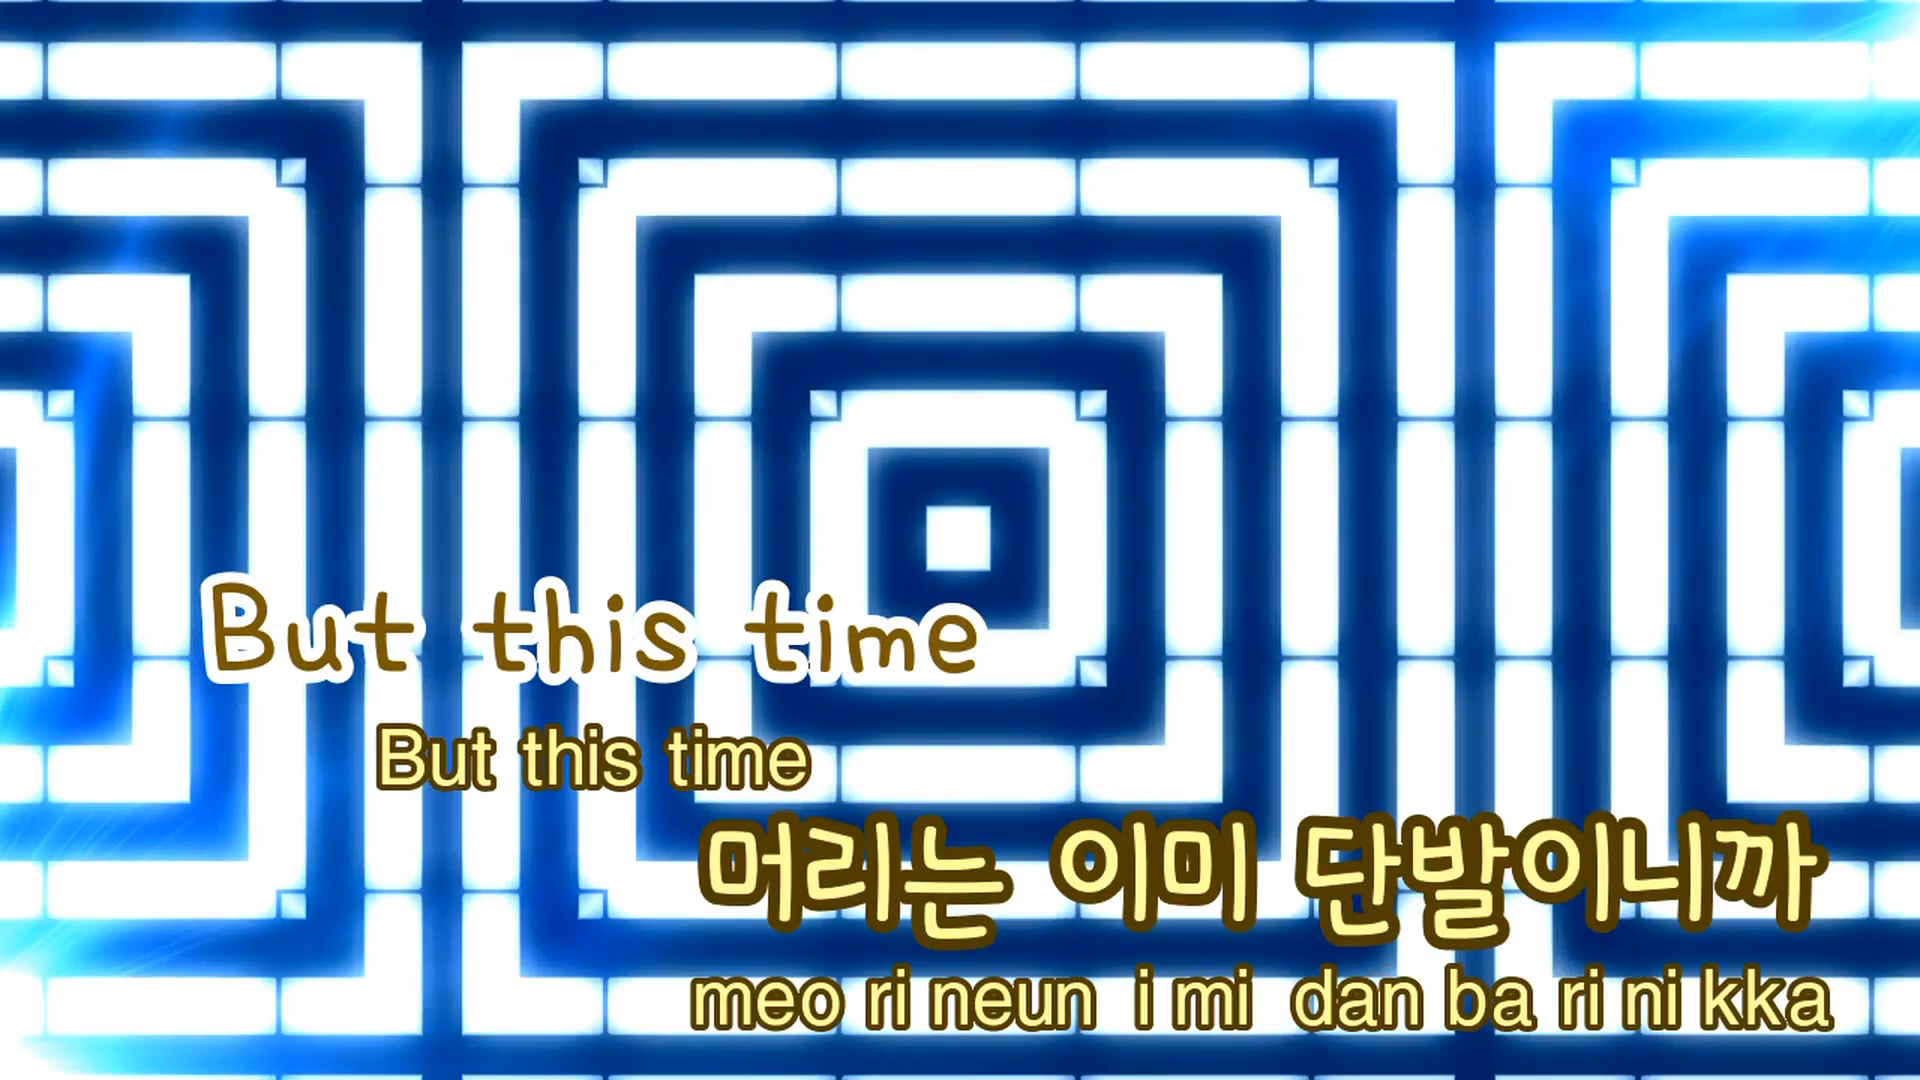 But this time
But this time
머리는 이미 단발이니까
meo ri neun i mi dan ba ri ni kka